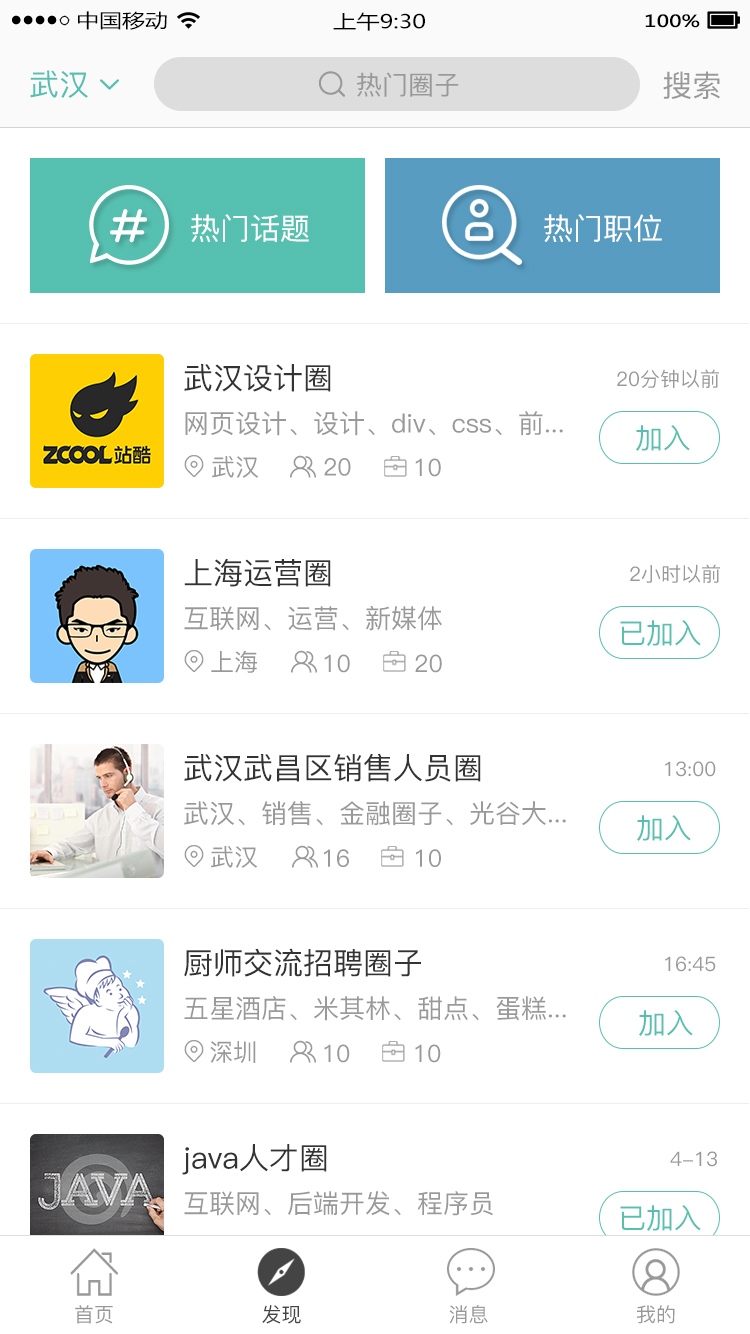 中国移动 上午9:30 100%
武汉 热门圈子 搜索
# 热门话题 热门职位
武汉设计圈 20分钟以前
ZCOOL站酷
网页设计、设计、div、css、前... 加入
武汉 20 10
上海运营圈 2小时以前
互联网、运营、新媒体 已加入
上海 10 20
武汉武昌区销售人员圈 13:00
武汉、销售、金融圈子、光谷大... 加入
武汉 16 10
厨师交流招聘圈子 16:45
五星酒店、米其林、甜点、蛋糕... 加入
深圳 10 10
java人才圈 4-13
JAVA
互联网、后端开发、程序员 已加入
首页 发现 消息 我的